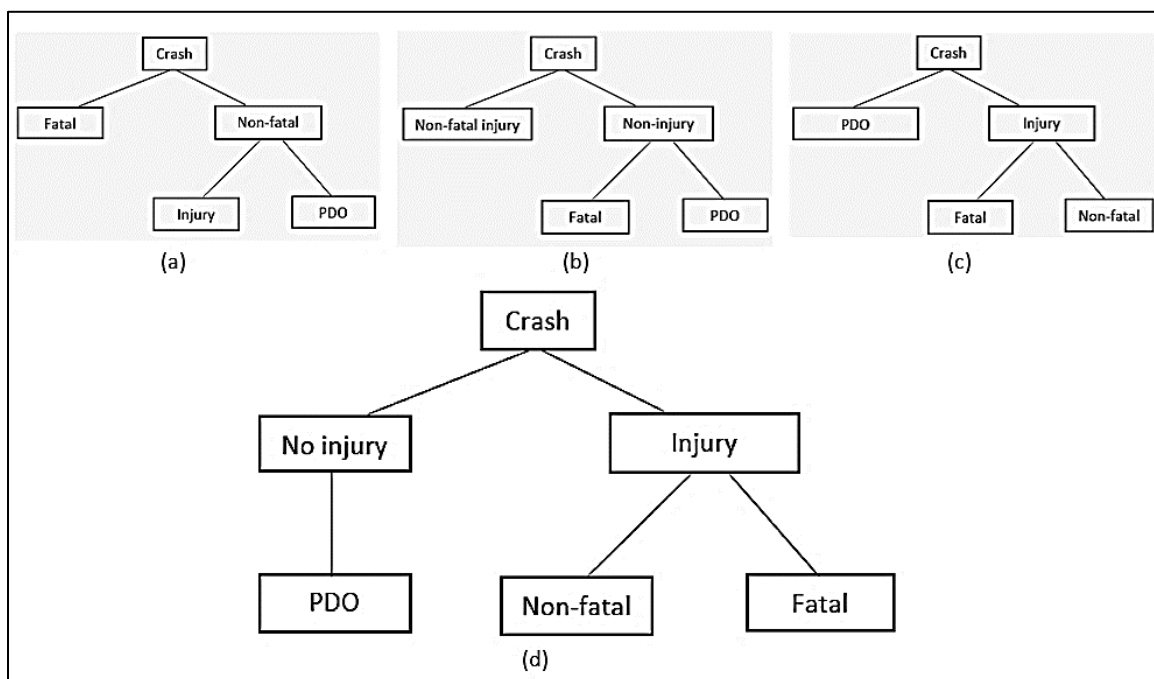 Crash
Fatal
Non-fatal
Injury
PDO
(a)
Crash
Non-fatal injury
Non-injury
Fatal
PDO
(b)
Crash
PDO
Injury
Fatal
Non-fatal
(c)
Crash
No injury
Injury
PDO
Non-fatal
Fatal
(d)